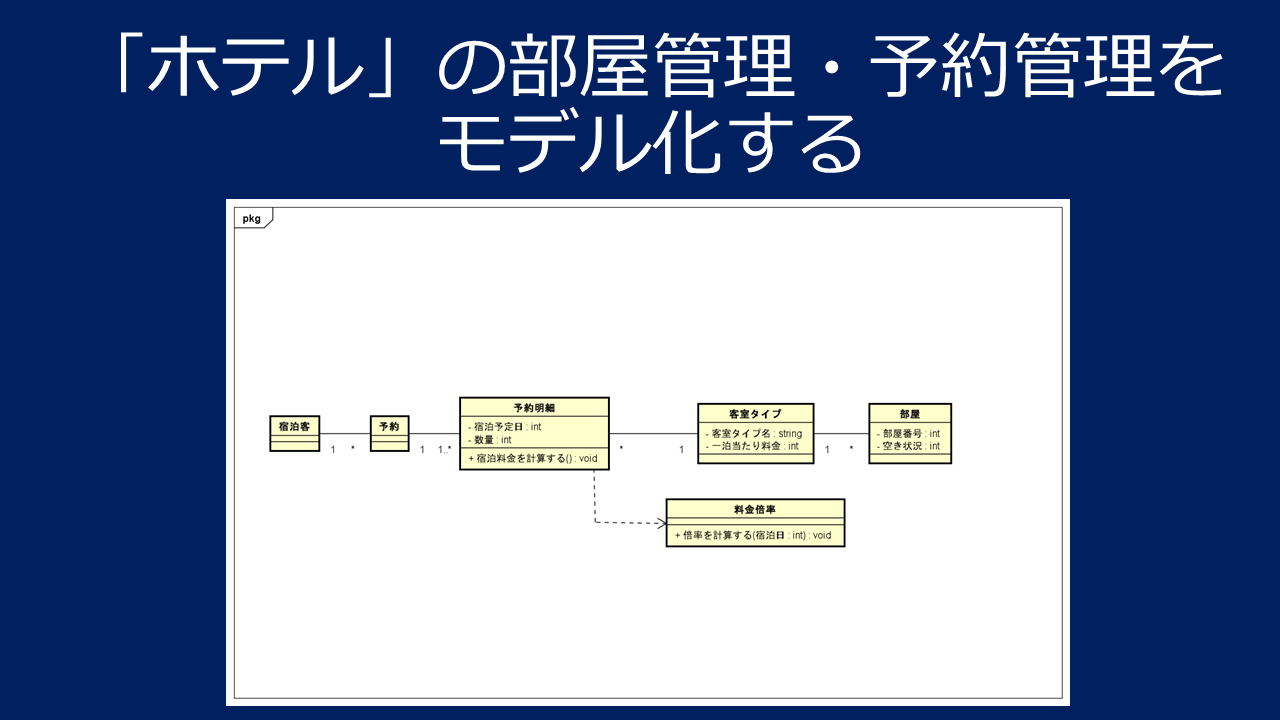 「ホテル」の部屋管理・予約管理を
モデル化する
pkg
宿泊客
1
*
予約
1
1..*
予約明細
- 宿泊予定日 : int
- 数量 : int
+ 宿泊料金を計算する() : void
*
1
客室タイプ
- 客室タイプ名 : string
- 一泊当たり料金 : int
1
*
部屋
- 部屋番号 : int
- 空き状況 : int
料金倍率
+ 倍率を計算する(宿泊日 : int) : void